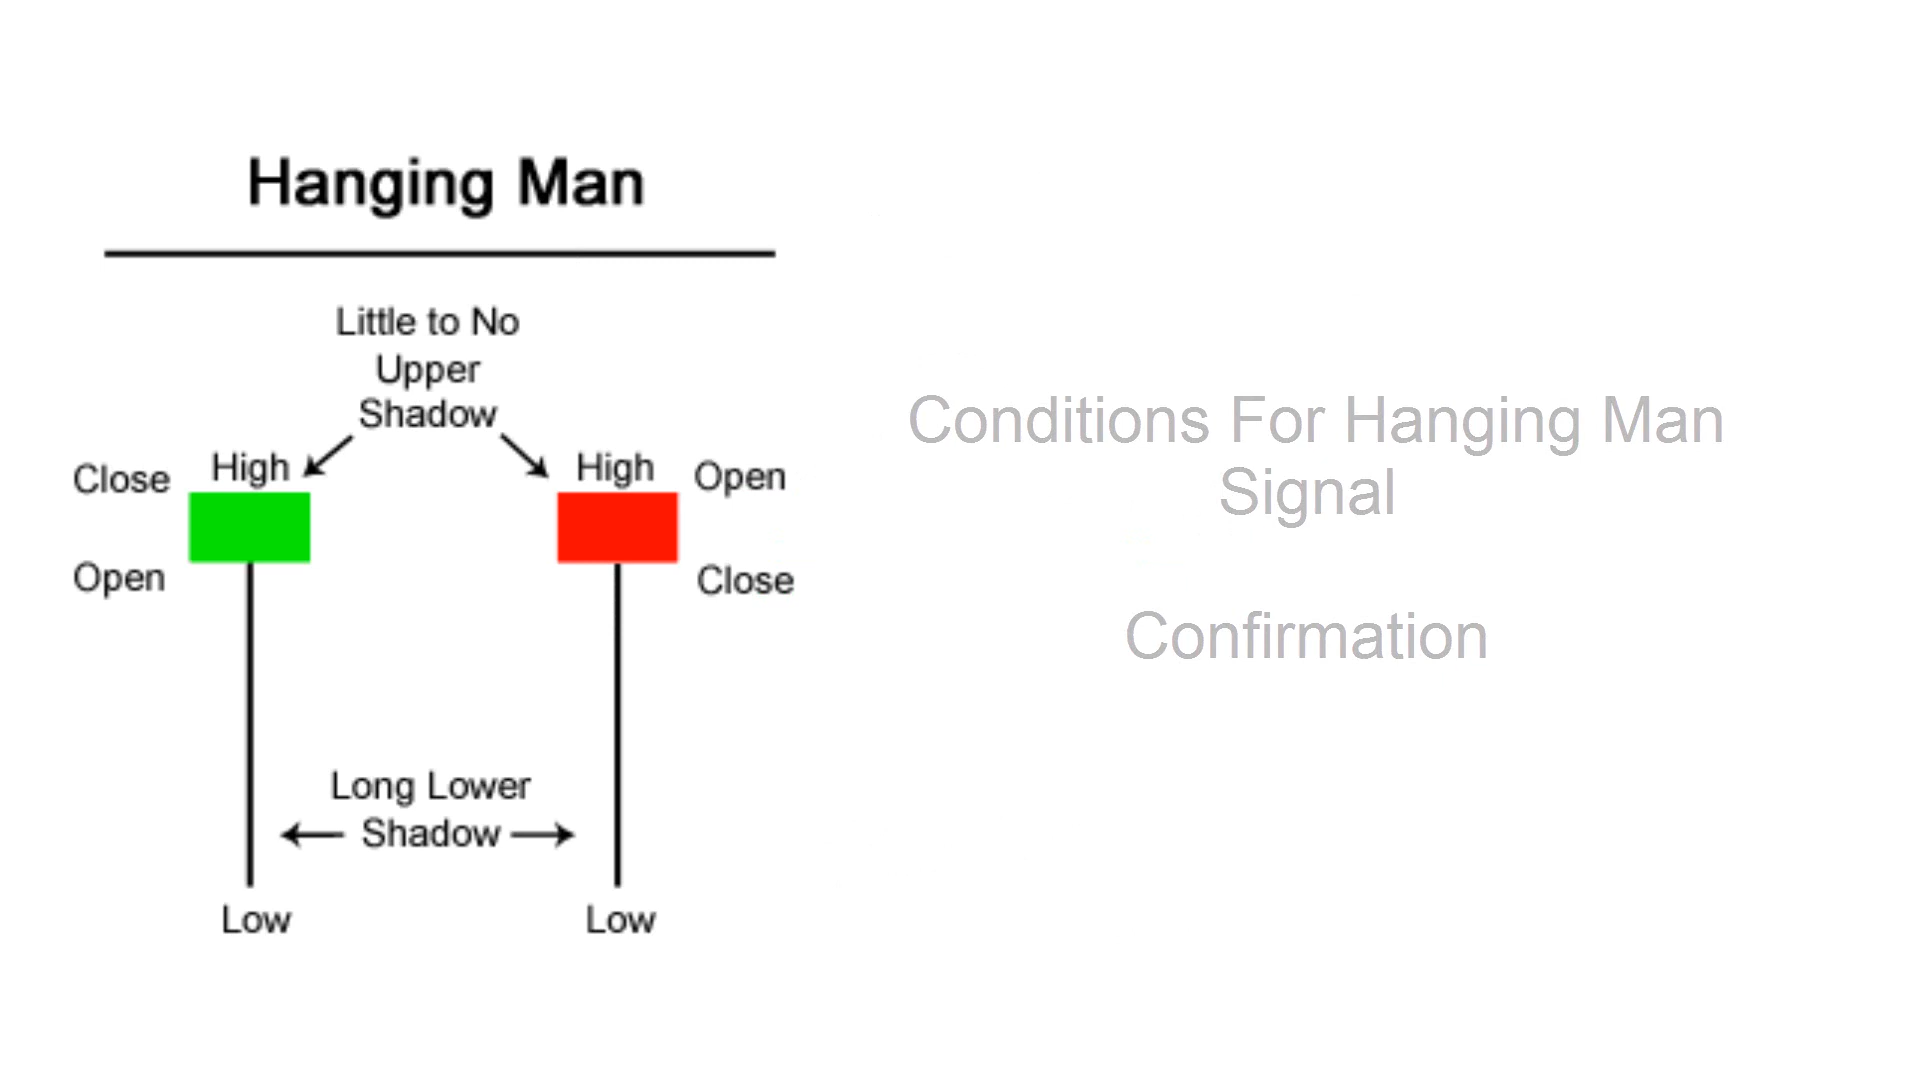 Hanging Man
Little to No
Upper
Shadow
Close
High
High
Open
Open
Close
Long Lower
Shadow
Low
Low
Conditions For Hanging Man
Signal
Confirmation